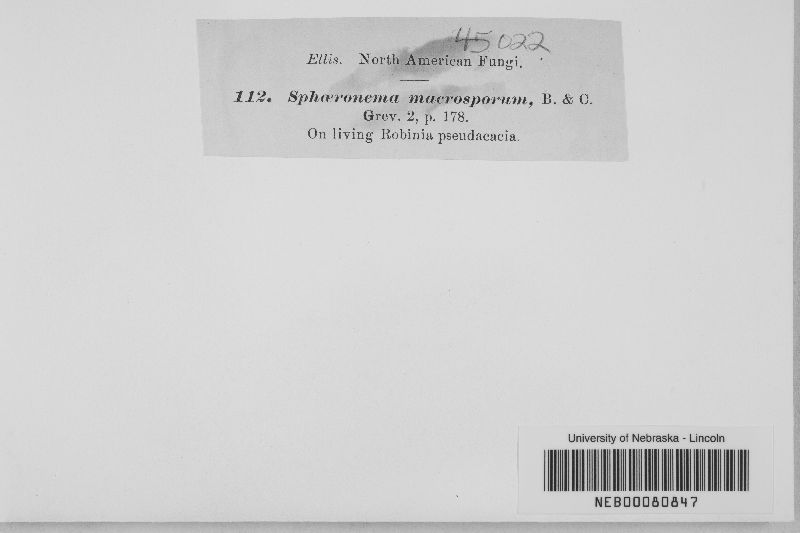 45022
Ellis. North American Fungi.
112. Sphæronema macrosporum, B. & C.
Grev. 2, p. 178.
On living Robinia pseudacacia.
University of Nebraska - Lincoln
NEB00080847